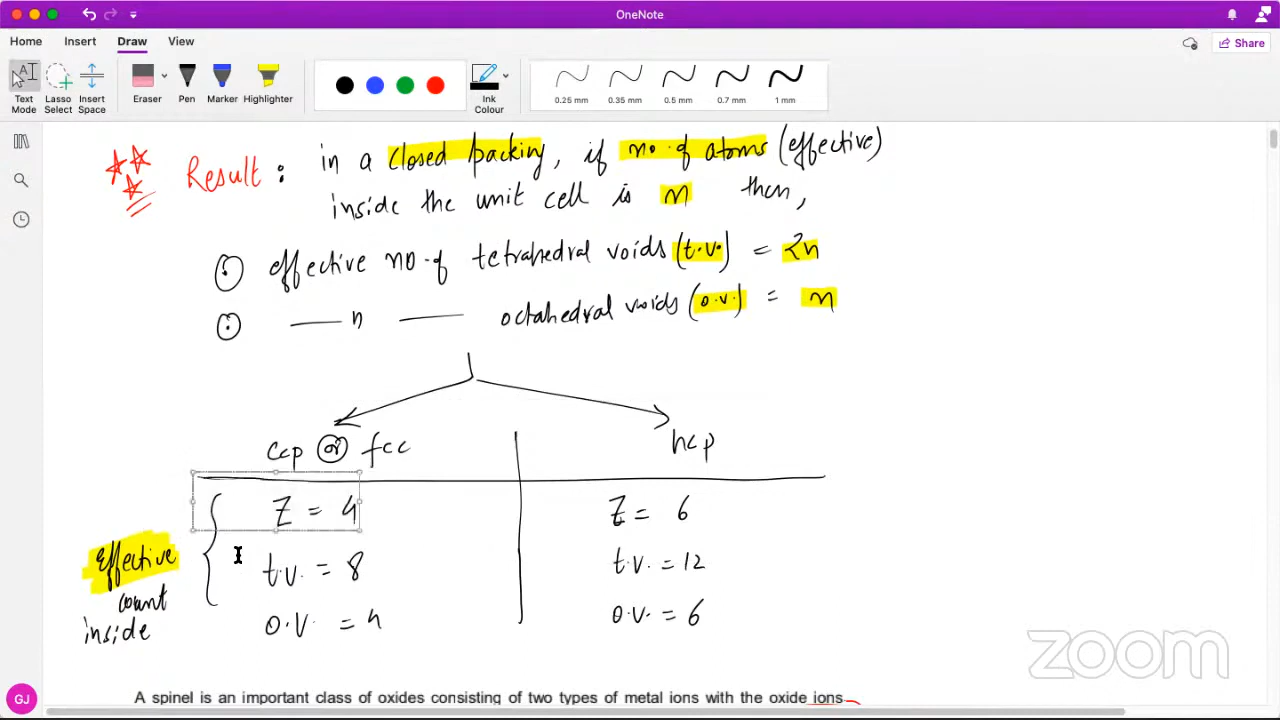 OneNote
Home Insert Draw View
Share
Text Mode
Lasso Select
Insert Space
Eraser
Pen
Marker
Highlighter
Ink Colour
0.25 mm 0.35 mm 0.5 mm 0.7 mm 1 mm
Result : in a closed packing, if no. of atoms (effective)
inside the unit cell is n then,
effective no. of tetrahedral voids (t.v.) = 2n
— n — octahedral voids (o.v.) = n
ccp or fcc hcp
Z = 4 Z = 6
t.v. = 8 t.v. = 12
o.v. = 4 o.v. = 6
Effective
count
inside
zoom
GJ
A spinel is an important class of oxides consisting of two types of metal ions with the oxide ions